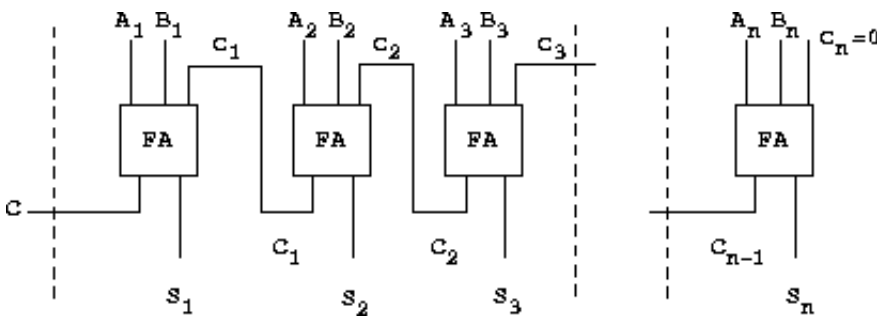 A1 B1 C1 A2 B2 C2 A3 B3 C3 An Bn Cn=0
FA FA FA FA
C
C1 C2 Cn-1
S1 S2 S3 Sn